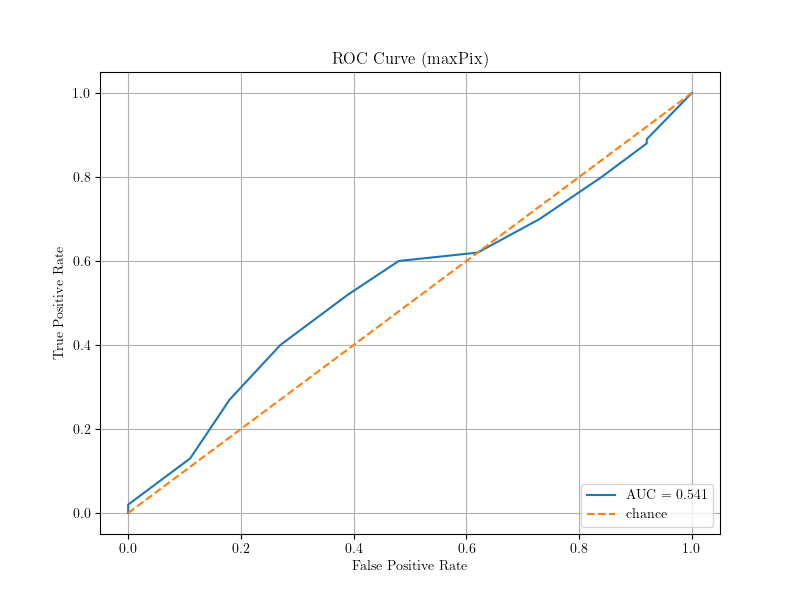 ROC Curve (maxPix)
True Positive Rate
1.0
0.8
0.6
0.4
0.2
0.0
0.0 0.2 0.4 0.6 0.8 1.0
False Positive Rate
AUC = 0.541
chance